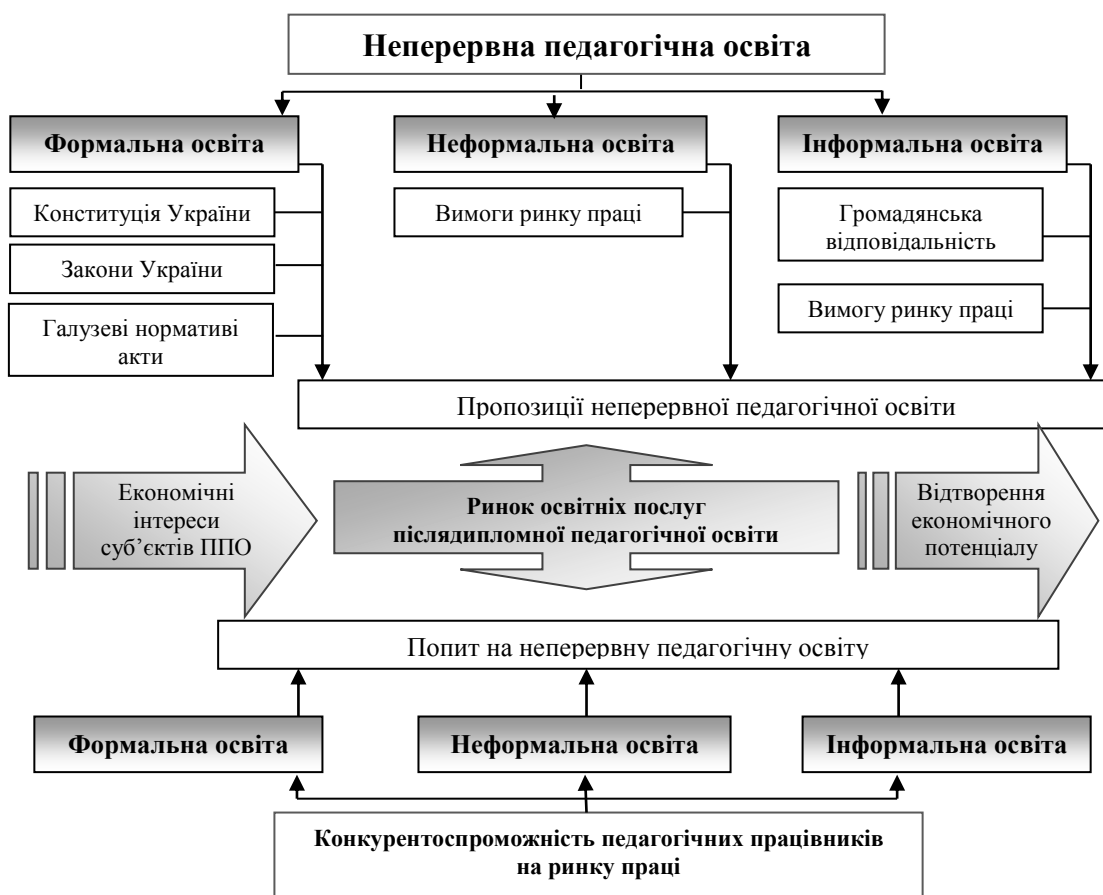 Неперервна педагогічна освіта
Формальна освіта
Неформальна освіта
Інформальна освіта
Конституція України
Вимоги ринку праці
Громадянська
відповідальність
Закони України
Вимогу ринку праці
Галузеві нормативі
акти
Пропозиції неперервної педагогічної освіти
Економічні
інтереси
суб’єктів ППО
Ринок освітніх послуг
післядипломної педагогічної освіти
Відтворення
економічного
потенціалу
Попит на неперервну педагогічну освіту
Формальна освіта
Неформальна освіта
Інформальна освіта
Конкурентоспроможність педагогічних працівників
на ринку праці